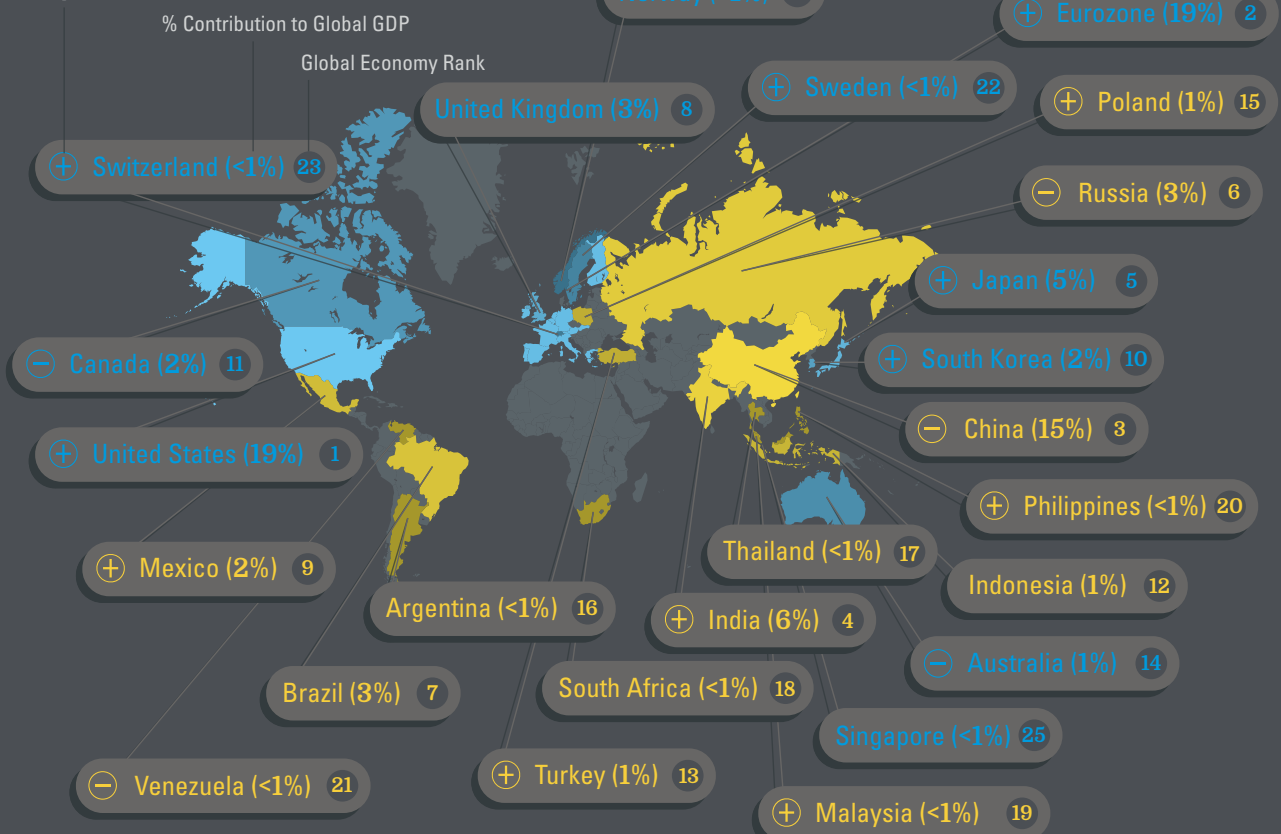 % Contribution to Global GDP
Global Economy Rank
⊕ Eurozone (19%) 2
⊕ Sweden (<1%) 22
United Kingdom (3%) 8
⊕ Poland (1%) 15
⊕ Switzerland (<1%) 23
⊖ Russia (3%) 6
⊕ Japan (5%) 5
⊖ Canada (2%) 11
⊕ South Korea (2%) 10
⊖ China (15%) 3
⊕ United States (19%) 1
⊕ Philippines (<1%) 20
Thailand (<1%) 17
⊕ Mexico (2%) 9
Indonesia (1%) 12
Argentina (<1%) 16
⊕ India (6%) 4
⊖ Australia (1%) 14
Brazil (3%) 7
South Africa (<1%) 18
Singapore (<1%) 25
⊕ Turkey (1%) 13
⊖ Venezuela (<1%) 21
⊕ Malaysia (<1%) 19